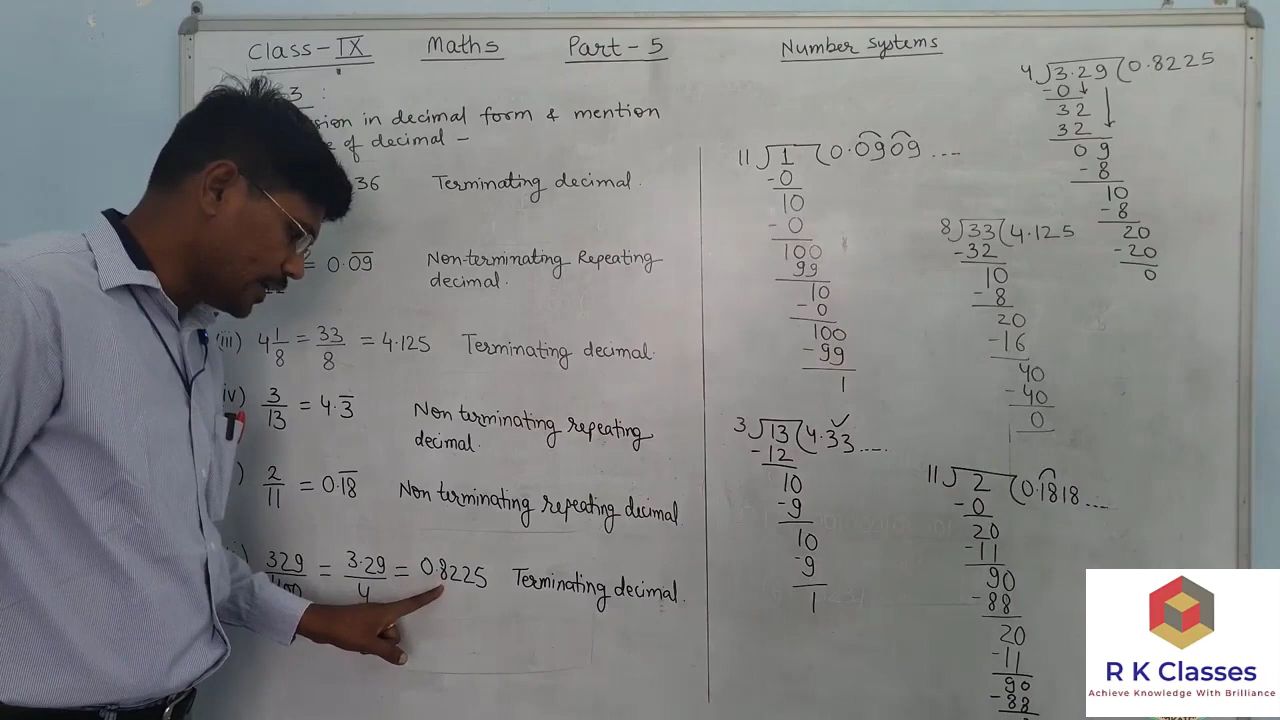 Class-IX Maths Part-5 Number Systems
3 :
in decimal form & mention
of decimal -
36 Terminating decimal.
= 0.0̅9̅ Non-terminating Repeating
decimal.
(iii) 4 1/8 = 33/8 = 4.125 Terminating decimal.
iv) 3/13 = 4.3̅ Non terminating repeating
decimal.
) 2/11 = 0.1̅8̅ Non terminating repeating decimal.
329/400 = 3.29/4 = 0.8225 Terminating decimal.
11 ) 1 ( 0.0909 ....
-0
10
-0
100
99
10
-0
100
-99
1
3 ) 13 ( 4.33 ....
-12
10
-9
10
-9
1
4 ) 3.29 ( 0.8225
-0
32
32
09
-8
10
-8
20
-20
0
8 ) 33 ( 4.125
-32
10
-8
20
-16
40
-40
0
11 ) 2 ( 0.1818 ....
-0
20
-11
90
-88
20
-11
90
-88
R K Classes
Achieve Knowledge With Brilliance